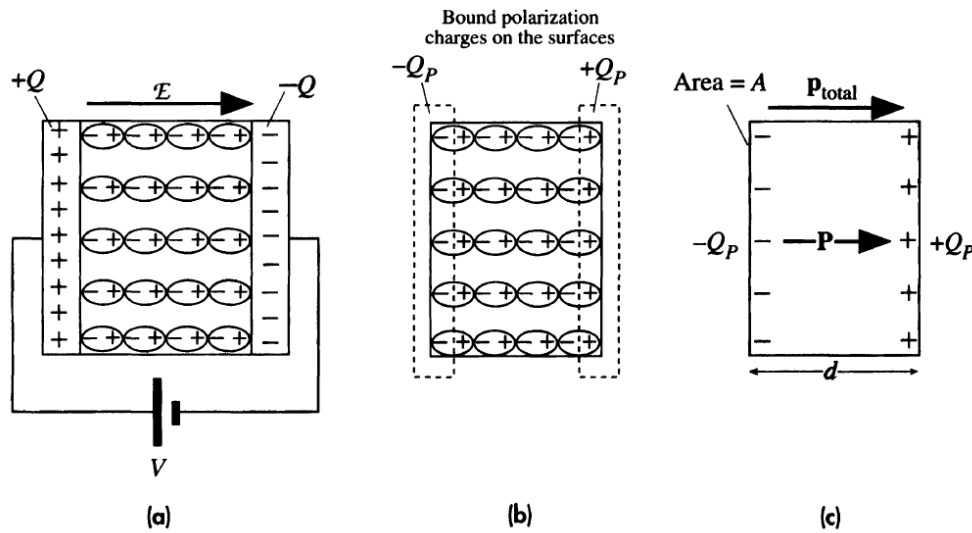 Bound polarization
charges on the surfaces
+Q
ℰ
−Q
−Q_P
+Q_P
Area = A
p_total
−Q_P
P
+Q_P
d
V
(a)
(b)
(c)